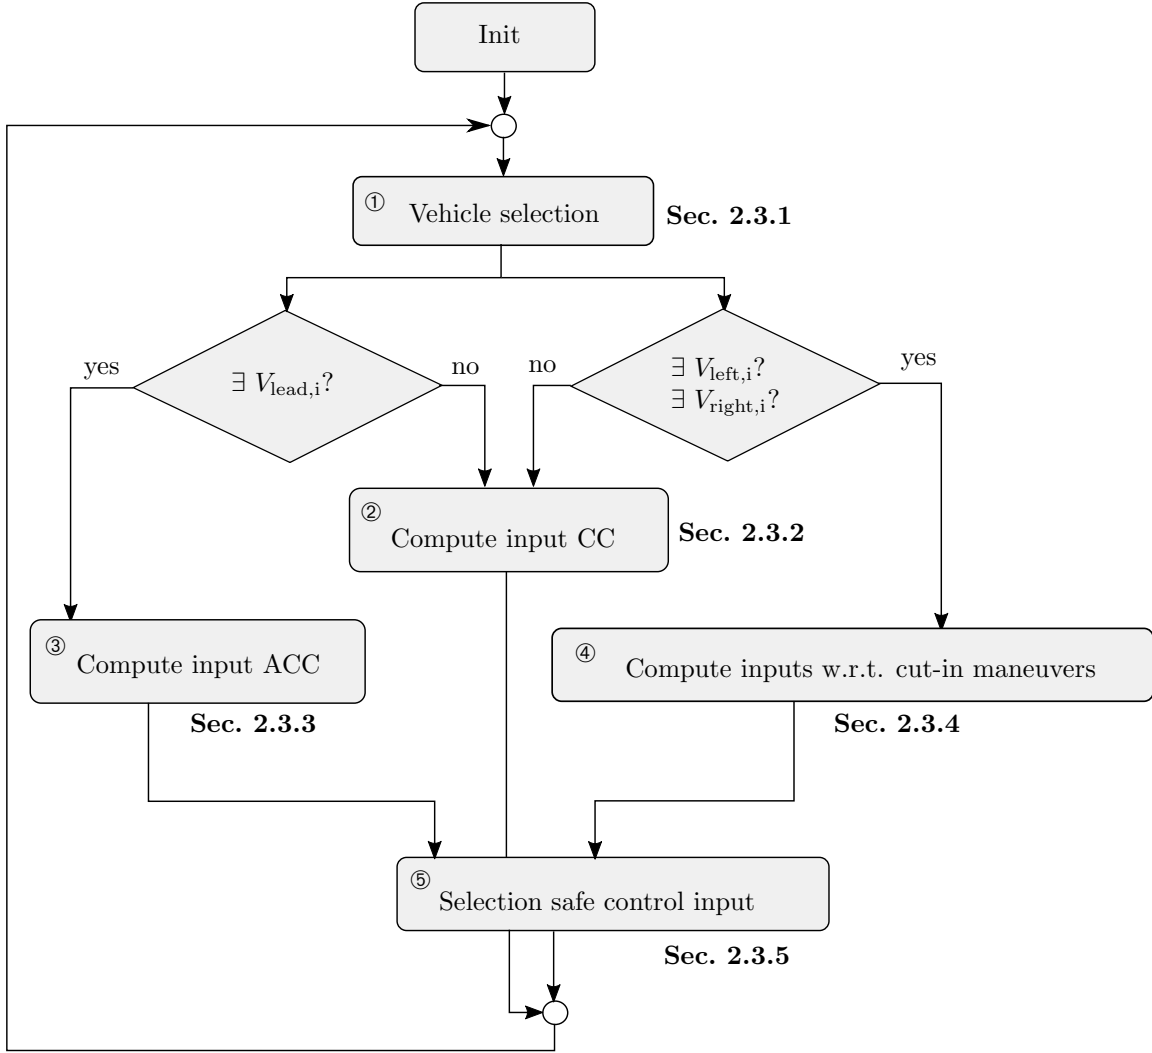 Init
① Vehicle selection
Sec. 2.3.1
yes
∃ V_lead,i?
no
no
∃ V_left,i?
∃ V_right,i?
yes
②
Compute input CC
Sec. 2.3.2
③
Compute input ACC
Sec. 2.3.3
④ Compute inputs w.r.t. cut-in maneuvers
Sec. 2.3.4
⑤
Selection safe control input
Sec. 2.3.5